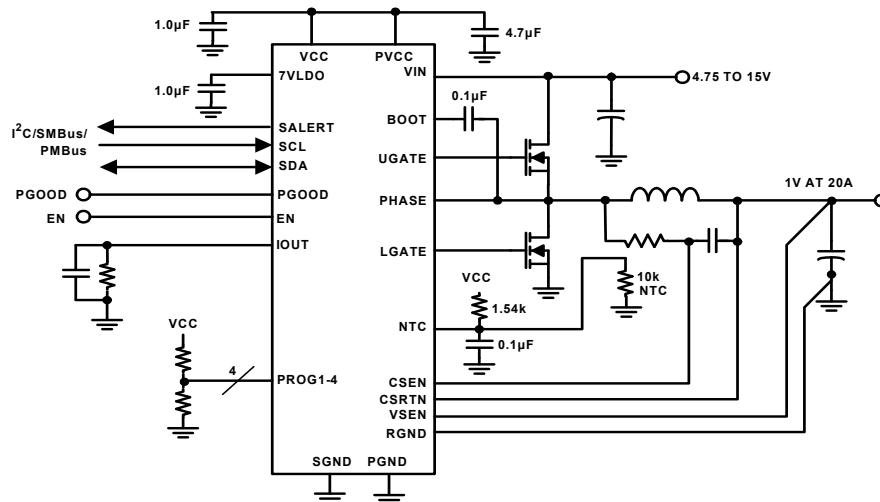 1.0µF
4.7µF
VCC
PVCC
7VLDO
VIN
4.75 TO 15V
1.0µF
0.1µF
BOOT
I²C/SMBus/
PMBus
SALERT
SCL
SDA
UGATE
PGOOD
PGOOD
PHASE
1V AT 20A
EN
EN
IOUT
LGATE
VCC
10k
NTC
1.54k
VCC
NTC
0.1µF
4
PROG1-4
CSEN
CSRTN
VSEN
RGND
SGND
PGND